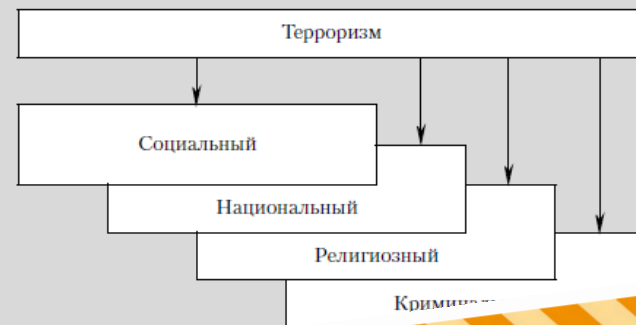 Терроризм
Социальный
Национальный
Религиозный